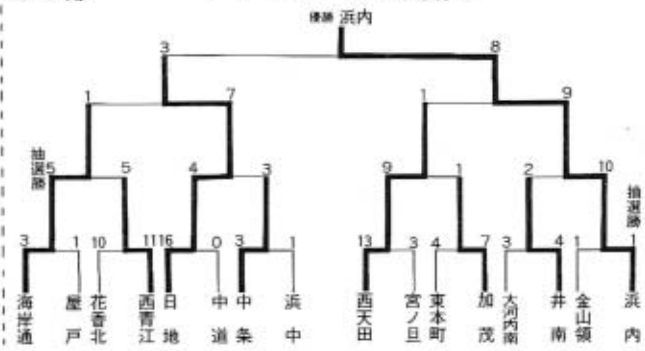 優勝 浜内
3 8
1 7 1 9
抽選勝 5 5 4 3 9 1 2 10 抽選勝
3 1 10 11 16 0 3 1 13 3 4 7 3 4 1 1
海岸通 屋戸 花香北 西青江 日地 中道 中条 浜中 西天田 宮ノ旦 東本町 加茂 大河内南 井南 金山領 浜内